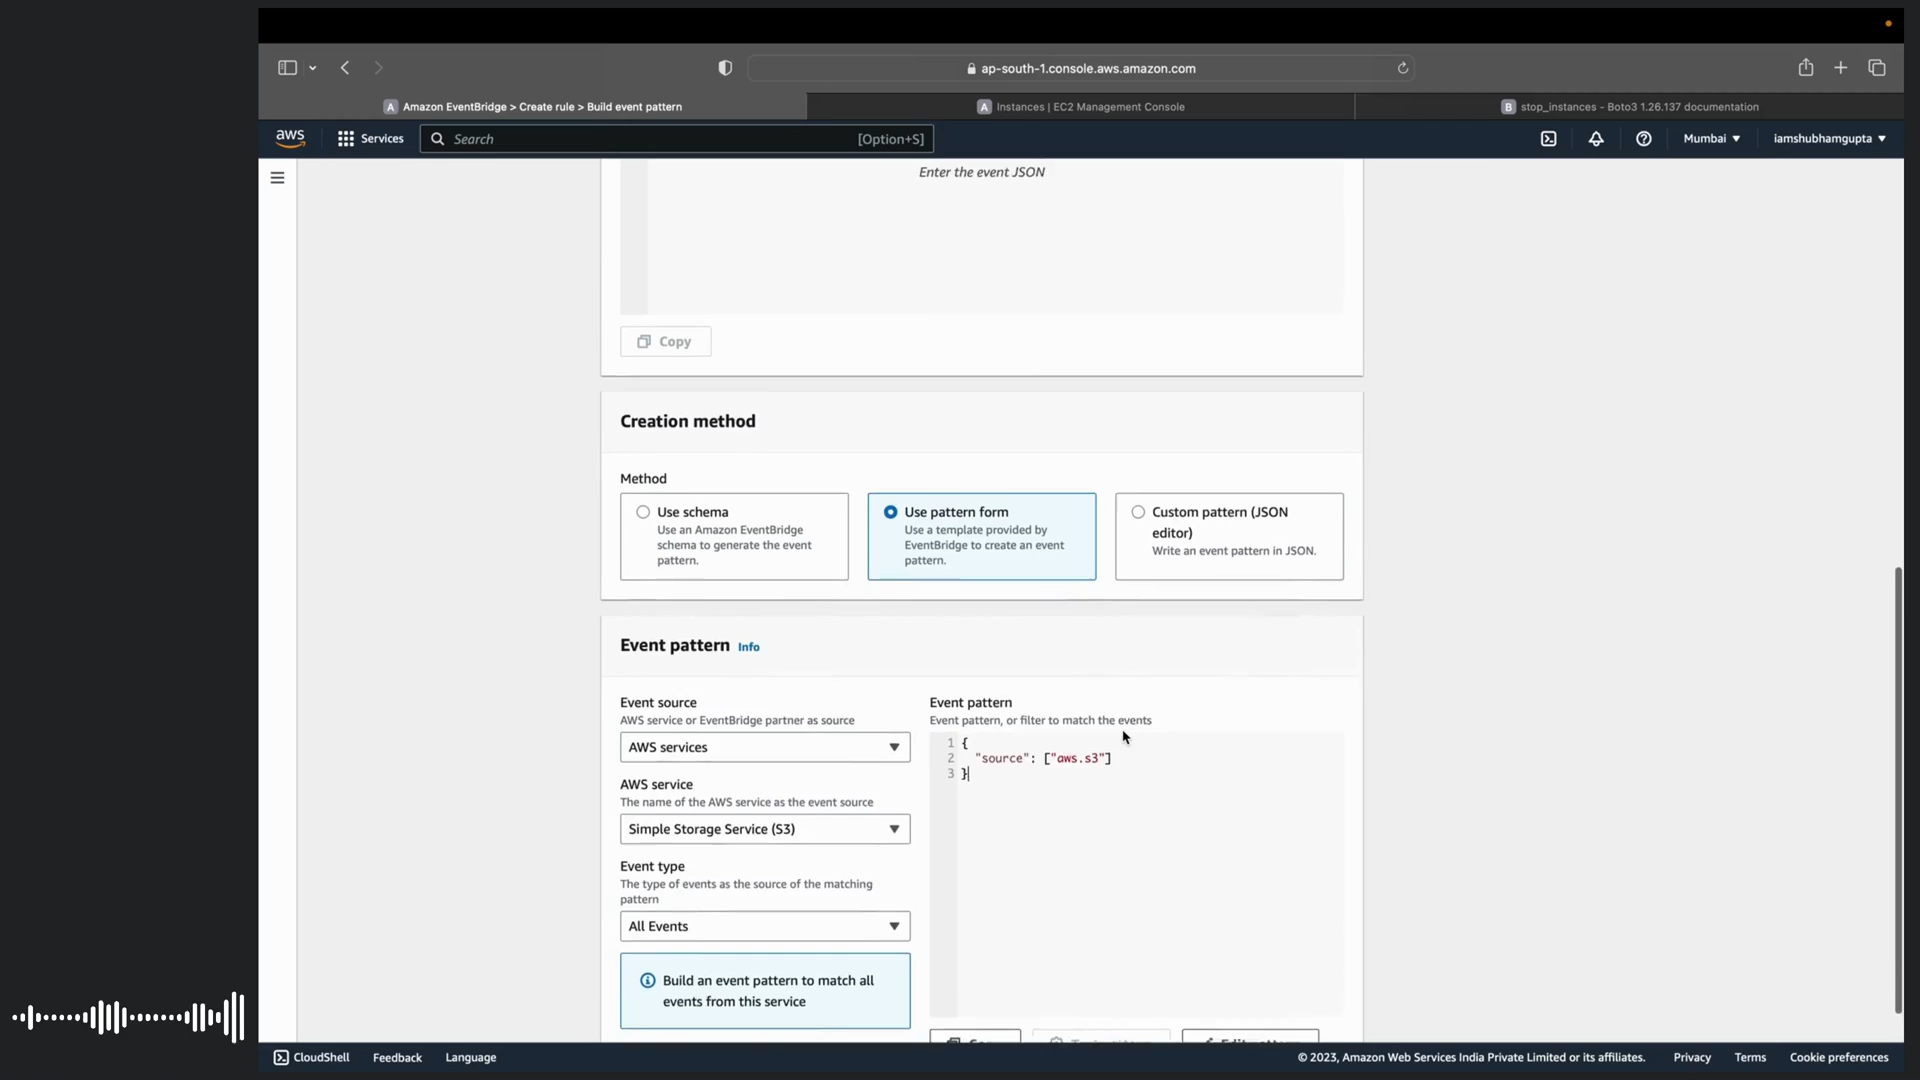 ap-south-1.console.aws.amazon.com
A Amazon EventBridge > Create rule > Build event pattern
A Instances | EC2 Management Console
B stop_instances - Boto3 1.26.137 documentation
aws Services Search [Option+S] Mumbai iamshubhamgupta
Enter the event JSON
Copy
Creation method
Method
Use schema
Use an Amazon EventBridge
schema to generate the event
pattern.
Use pattern form
Use a template provided by
EventBridge to create an event
pattern.
Custom pattern (JSON
editor)
Write an event pattern in JSON.
Event pattern Info
Event source
AWS service or EventBridge partner as source
AWS services
AWS service
The name of the AWS service as the event source
Simple Storage Service (S3)
Event type
The type of events as the source of the matching
pattern
All Events
Build an event pattern to match all
events from this service
Event pattern
Event pattern, or filter to match the events
1 {
2 "source": ["aws.s3"]
3 }
CloudShell Feedback Language © 2023, Amazon Web Services India Private Limited or its affiliates. Privacy Terms Cookie preferences